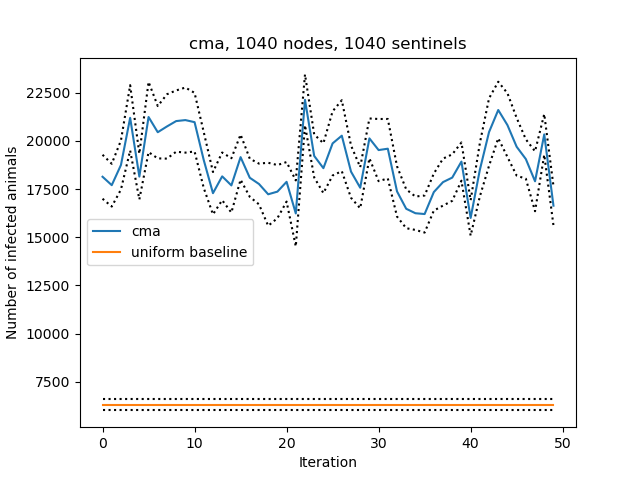 cma, 1040 nodes, 1040 sentinels
Number of infected animals
22500
20000
17500
15000
12500
10000
7500
cma
uniform baseline
0
10
20
30
40
50
Iteration